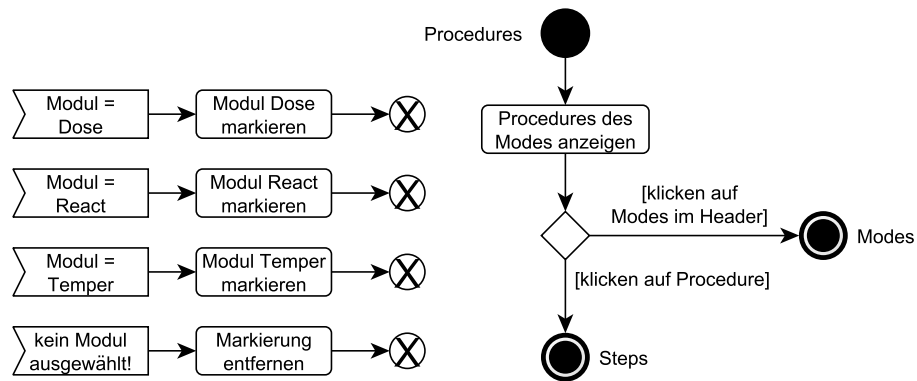 Procedures
Modul =
Dose
Modul Dose
markieren
Procedures des
Modes anzeigen
Modul =
React
Modul React
markieren
[klicken auf
Modes im Header]
Modes
Modul =
Temper
Modul Temper
markieren
[klicken auf Procedure]
kein Modul
ausgewählt!
Markierung
entfernen
Steps